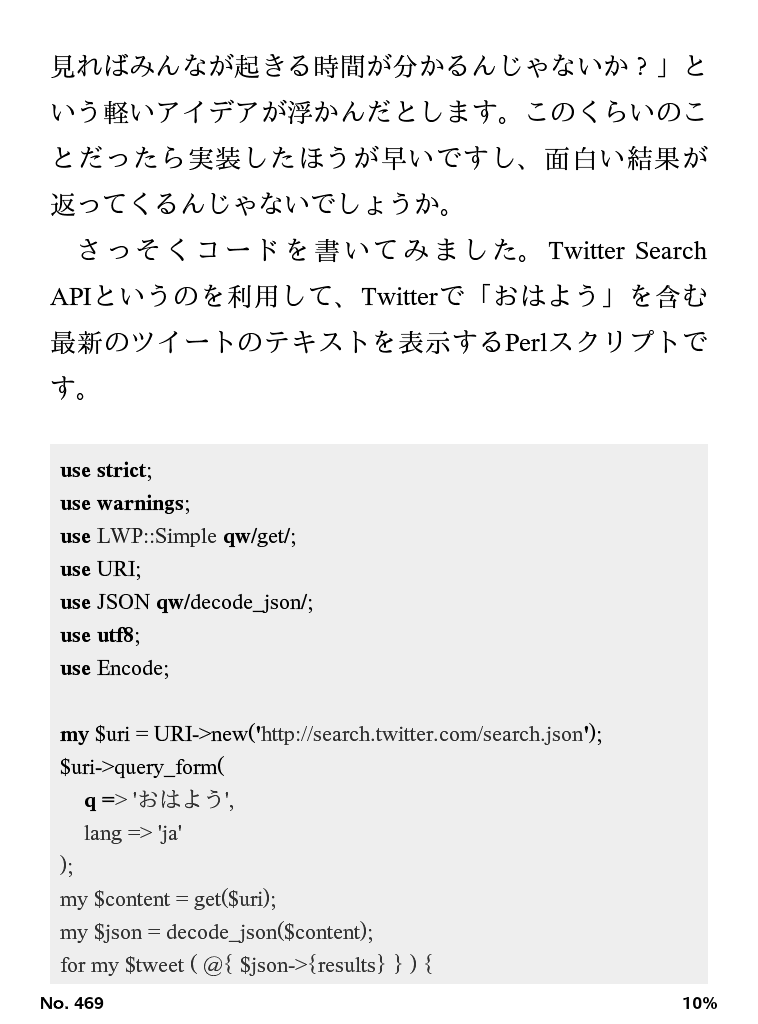 見ればみんなが起きる時間が分かるんじゃないか？」と
いう軽いアイデアが浮かんだとします。このくらいのこ
とだったら実装したほうが早いですし、面白い結果が
返ってくるんじゃないでしょうか。
さっそくコードを書いてみました。Twitter Search
APIというのを利用して、Twitterで「おはよう」を含む
最新のツイートのテキストを表示するPerlスクリプトで
す。
use strict;
use warnings;
use LWP::Simple qw/get/;
use URI;
use JSON qw/decode_json/;
use utf8;
use Encode;
my $uri = URI->new('http://search.twitter.com/search.json');
$uri->query_form(
    q => 'おはよう',
    lang => 'ja'
);
my $content = get($uri);
my $json = decode_json($content);
for my $tweet ( @{ $json->{results} } ) {
No. 469
10%